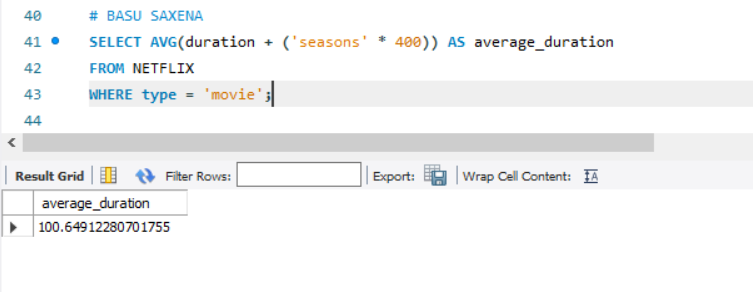 40 # BASU SAXENA
41 SELECT AVG(duration + ('seasons' * 400)) AS average_duration
42 FROM NETFLIX
43 WHERE type = 'movie';
44
Result Grid Filter Rows: Export: Wrap Cell Content:
average_duration
100.64912280701755